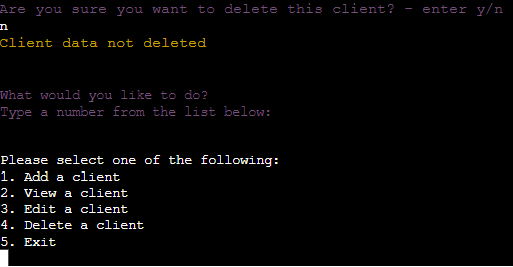 Are you sure you want to delete this client? - enter y/n
n
Client data not deleted
What would you like to do?
Type a number from the list below:
Please select one of the following:
1. Add a client
2. View a client
3. Edit a client
4. Delete a client
5. Exit